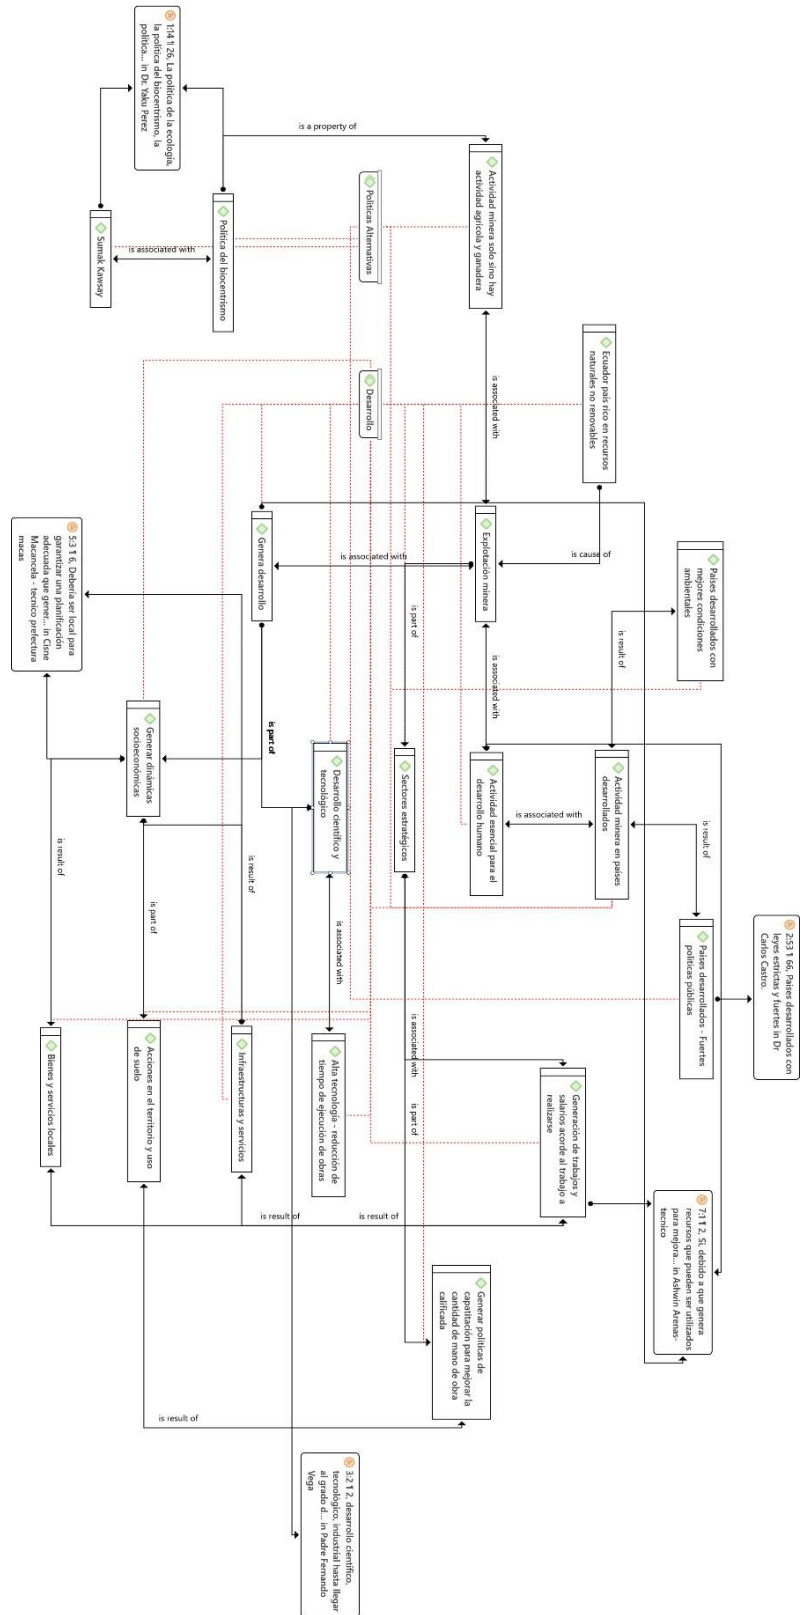 1:14 ¶ 26, La política de la ecología,
la política del biocentrismo, la
política... in Dr. Yaku Perez
is a property of
Actividad minera solo sino hay
actividad agrícola y ganadera
Políticas Alternativas
Política del biocentrismo
is associated with
Sumak Kawsay
Ecuador país rico en recursos
naturales no renovables
is associated with
Desarrollo
Explotación minera
is cause of
Genera desarrollo
is associated with
is part of
is associated with
Países desarrollados con
mejores condiciones
ambientales
is result of
5:3 ¶ 6, Debería ser local para
garantizar una planificación
adecuada que gener... in Cisne
Macancela - tecnico prefectura
macas
Generar dinámicas
socioeconómicas
is part of
Desarrollo científico y
tecnológico
Sectores estratégicos
Actividad esencial para el
desarrollo humano
is associated with
Actividad minera en países
desarrollados
is result of
is result of
is result of
is part of
is associated with
Países desarrollados - Fuertes
políticas públicas
2:53 ¶ 66, Países desarrollados con
leyes estrictas y fuertes in Dr
Carlos Castro.
Bienes y servicios locales
Acciones en el territorio y uso
de suelo
Infraestructuras y servicios
Alta tecnología - reducción de
tiempo de ejecución de obras
is associated with
is part of
Generación de trabajos y
salarios acorde al trabajo a
realizarse
7:1 ¶ 2, Si, debido a que genera
recursos que pueden ser utilizados
para mejora... in Ashwin Arenas-
tecnico
is result of
is result of
Generar políticas de
capatitación para mejorar la
cantidad de mano de obra
calificada
is result of
3:2 ¶ 2, desarrollo científico,
tecnológico, industrial hasta llegar
al grado d... in Padre Fernando
Vega